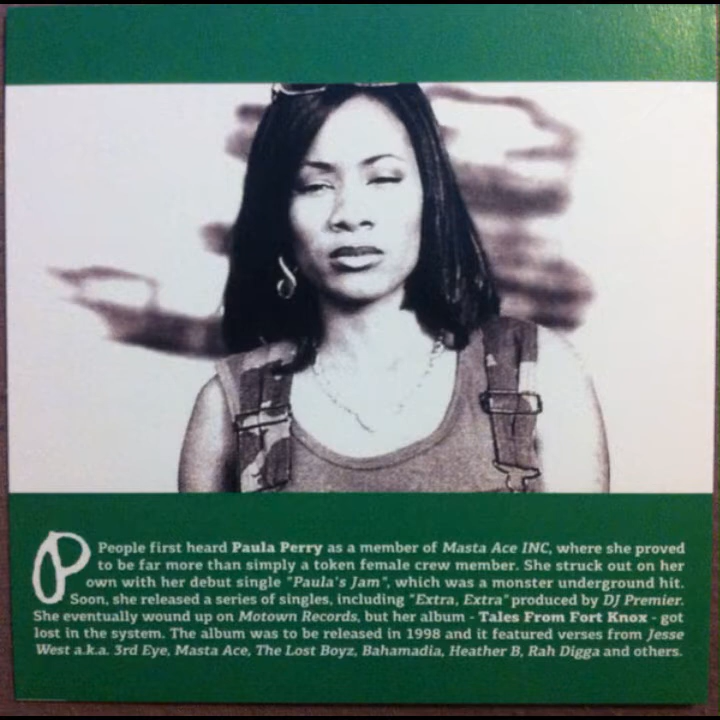 P People first heard Paula Perry as a member of Masta Ace INC, where she proved
to be far more than simply a token female crew member. She struck out on her
own with her debut single "Paula's Jam", which was a monster underground hit.
Soon, she released a series of singles, including "Extra, Extra" produced by DJ Premier.
She eventually wound up on Motown Records, but her album - Tales From Fort Knox - got
lost in the system. The album was to be released in 1998 and it featured verses from Jesse
West a.k.a. 3rd Eye, Masta Ace, The Lost Boyz, Bahamadia, Heather B, Rah Digga and others.